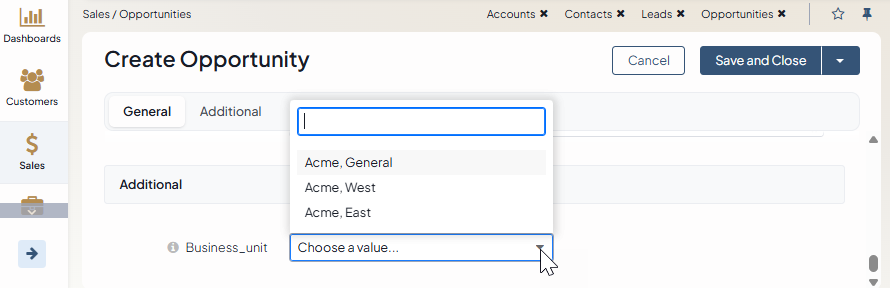 Dashboards
Customers
Sales
Sales / Opportunities
Accounts ✖ Contacts ✖ Leads ✖ Opportunities ✖
Create Opportunity
Cancel
Save and Close
General Additional
Acme, General
Acme, West
Acme, East
Additional
Business_unit Choose a value...